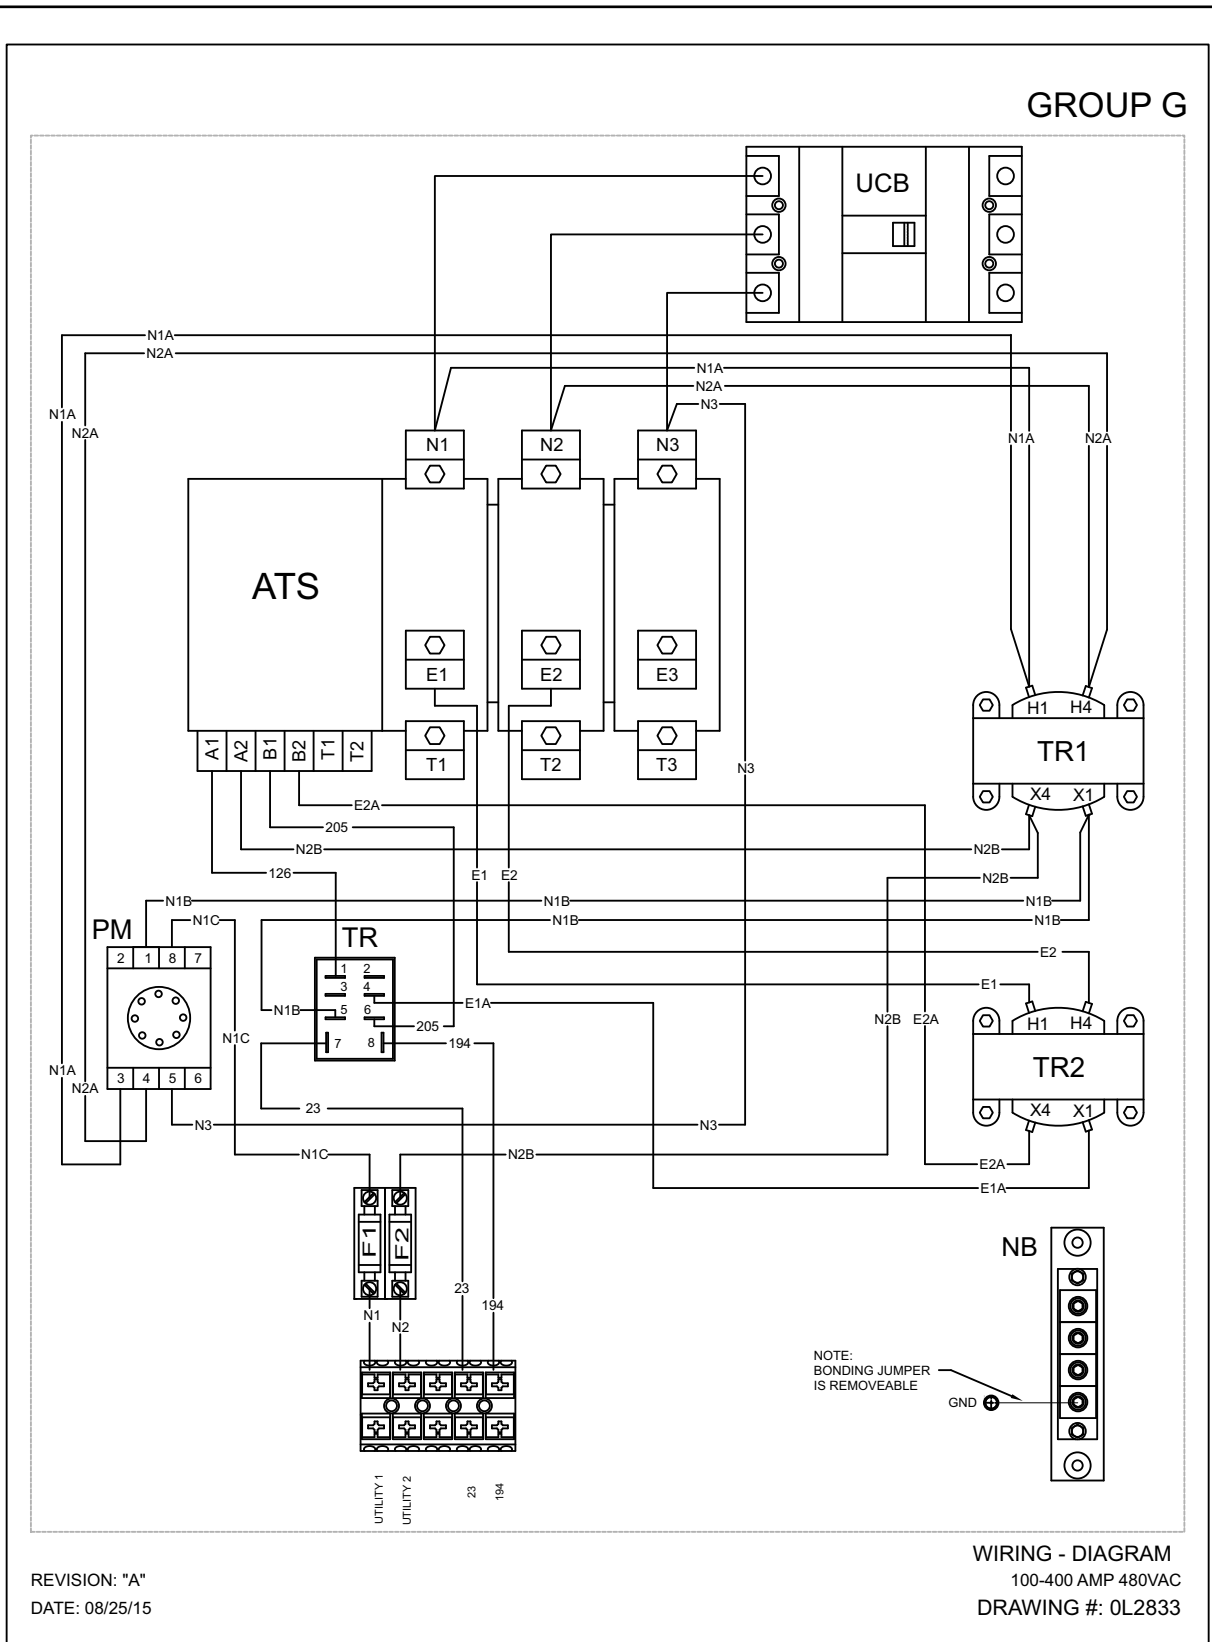 GROUP G
UCB
N1A
N2A
N1A
N2A
N3
N1A
N2A
N1A
N2A
N1
N2
N3
ATS
E1
E2
E3
H1
H4
TR1
A1
A2
B1
B2
T1
T2
T1
T2
T3
N3
X4
X1
E2A
205
N2B
N2B
126
E1
E2
N2B
N1B
N1B
N1B
PM
N1C
N1B
N1B
TR
E2
2
1
8
7
1
2
3
4
E1
N1B
5
6
E1A
205
N2B
E2A
H1
H4
N1C
7
8
194
TR2
N1A
N2A
3
4
5
6
23
X4
X1
N3
N3
N1C
N2B
E2A
E1A
F1
F2
NB
23
194
N1
N2
NOTE:
BONDING JUMPER
IS REMOVEABLE
GND
UTILITY 1
UTILITY 2
23
194
WIRING - DIAGRAM
REVISION: "A"
100-400 AMP 480VAC
DATE: 08/25/15
DRAWING #: 0L2833